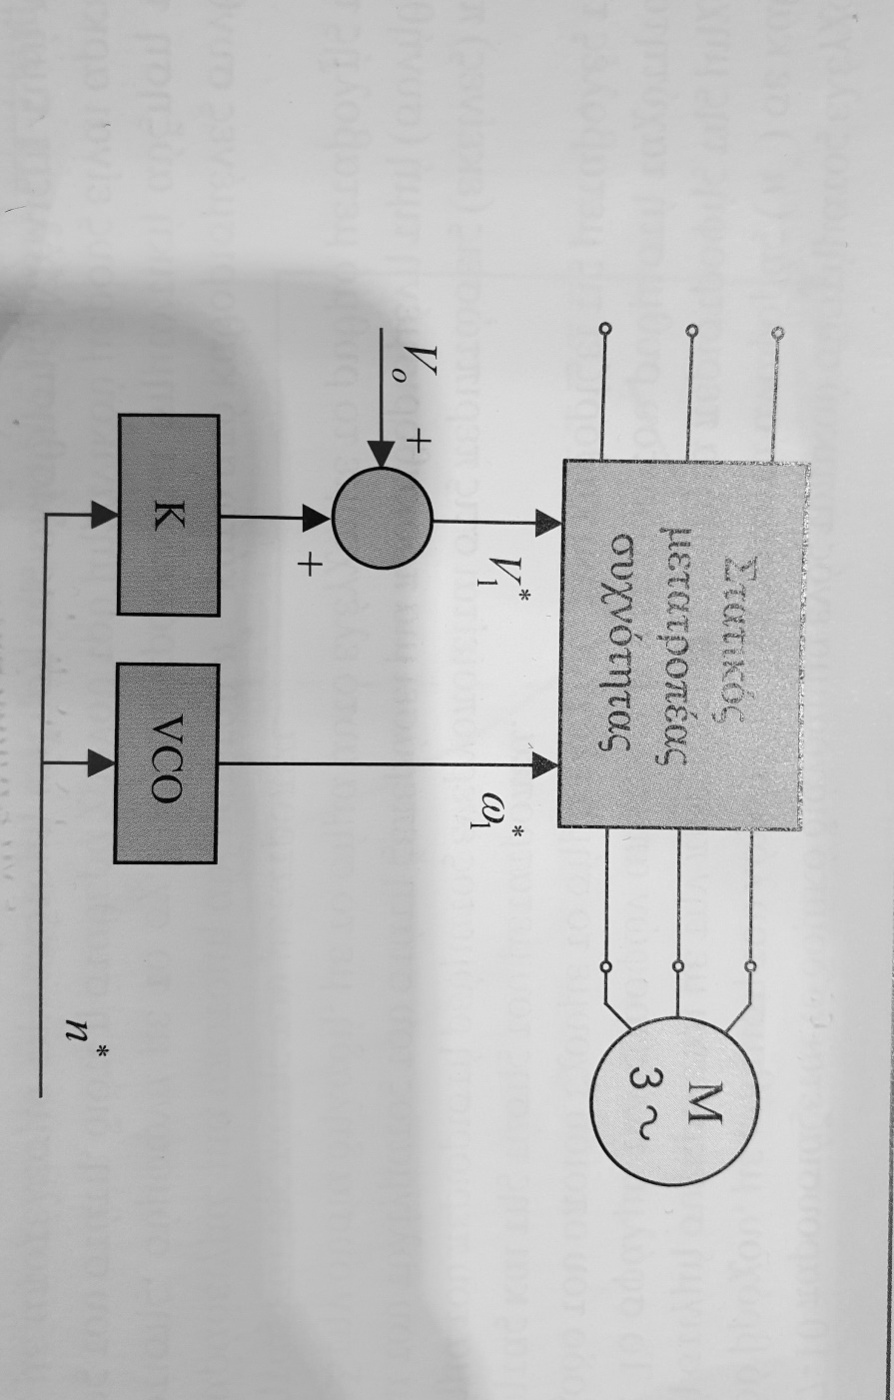 Στατικός
μετατροπέας
συχνότητας
M
3 ~
V₁*
ω₁*
Vₒ
+
+
K
VCO
n*